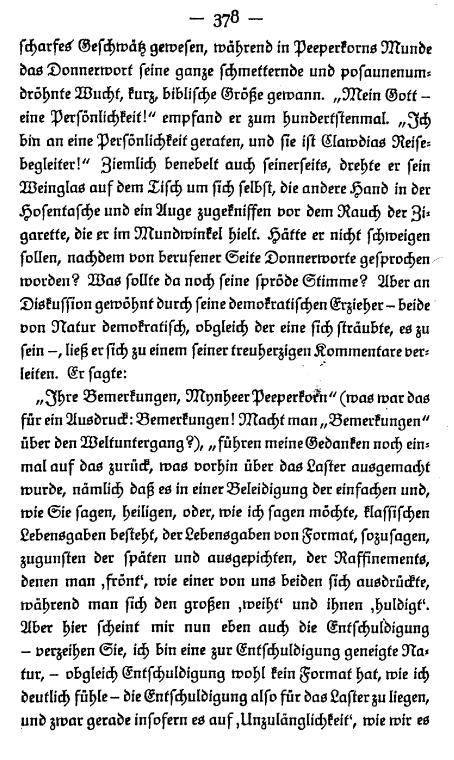 — 378 —
scharfes Geschwätz gewesen, während in Peeperkorns Munde
das Donnerwort seine ganze schmetternde und posaunenum-
dröhnte Wucht, kurz, biblische Größe gewann. „Mein Gott –
eine Persönlichkeit!“ empfand er zum hundertstenmal. „Ich
bin an eine Persönlichkeit geraten, und sie ist Clawdias Reise-
begleiter!“ Ziemlich benebelt auch seinerseits, drehte er sein
Weinglas auf dem Tisch um sich selbst, die andere Hand in der
Hosentasche und ein Auge zugekniffen vor dem Rauch der Zi-
garette, die er im Mundwinkel hielt. Hätte er nicht schweigen
sollen, nachdem von berufener Seite Donnerworte gesprochen
worden? Was sollte da noch seine spröde Stimme? Aber an
Diskussion gewöhnt durch seine demokratischen Erzieher – beide
von Natur demokratisch, obgleich der eine sich sträubte, es zu
sein –, ließ er sich zu einem seiner treuherzigen Kommentare ver-
leiten. Er sagte:
„Ihre Bemerkungen, Mynheer Peeperkorn“ (was war das
für ein Ausdruck: Bemerkungen! Macht man „Bemerkungen“
über den Weltuntergang?), „führen meine Gedanken noch ein-
mal auf das zurück, was vorhin über das Laster ausgemacht
wurde, nämlich daß es in einer Beleidigung der einfachen und,
wie Sie sagen, heiligen, oder, wie ich sagen möchte, klassischen
Lebensgaben besteht, der Lebensgaben von Format, sozusagen,
zugunsten der späten und ausgepichten, der Raffinements,
denen man ‚frönt‘, wie einer von uns beiden sich ausdrückte,
während man sich den großen ‚weiht‘ und ihnen ‚huldigt‘.
Aber hier scheint mir nun eben auch die Entschuldigung
– verzeihen Sie, ich bin eine zur Entschuldigung geneigte Na-
tur, – obgleich Entschuldigung wohl kein Format hat, wie ich
deutlich fühle – die Entschuldigung also für das Laster zu liegen,
und zwar gerade insofern es auf ‚Unzulänglichkeit‘, wie wir es